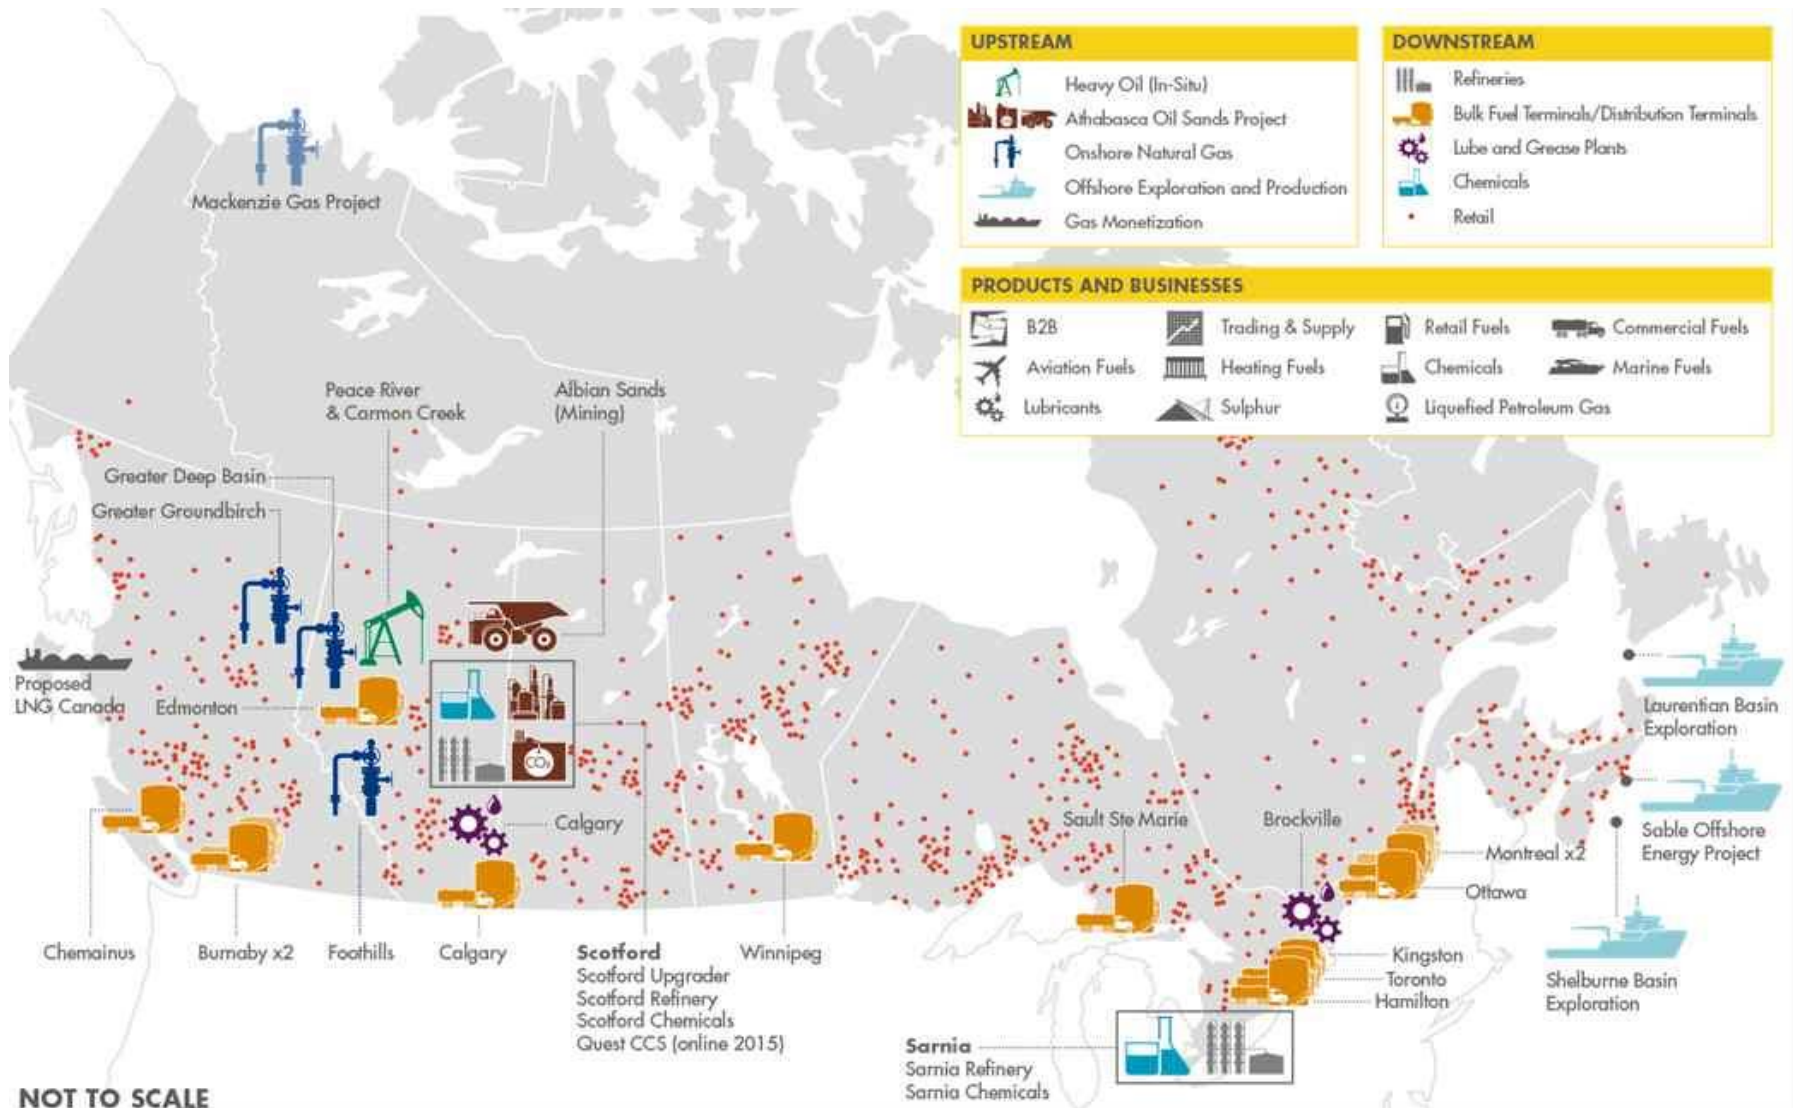 UPSTREAM
Heavy Oil (In-Situ)
Athabasca Oil Sands Project
Onshore Natural Gas
Offshore Exploration and Production
Gas Monetization
DOWNSTREAM
Refineries
Bulk Fuel Terminals/Distribution Terminals
Lube and Grease Plants
Chemicals
Retail
PRODUCTS AND BUSINESSES
B2B
Trading & Supply
Retail Fuels
Commercial Fuels
Aviation Fuels
Heating Fuels
Chemicals
Marine Fuels
Lubricants
Sulphur
Liquefied Petroleum Gas
Mackenzie Gas Project
Peace River
& Carmon Creek
Albian Sands
(Mining)
Greater Deep Basin
Greater Groundbirch
Proposed
LNG Canada
Edmonton
CO₂
Calgary
Sault Ste Marie
Brockville
Laurentian Basin
Exploration
Sable Offshore
Energy Project
Montreal x2
Ottawa
Chemainus
Burnaby x2
Foothills
Calgary
Scotford
Scotford Upgrader
Scotford Refinery
Scotford Chemicals
Quest CCS (online 2015)
Winnipeg
Kingston
Toronto
Hamilton
Shelburne Basin
Exploration
Sarnia
Sarnia Refinery
Sarnia Chemicals
NOT TO SCALE